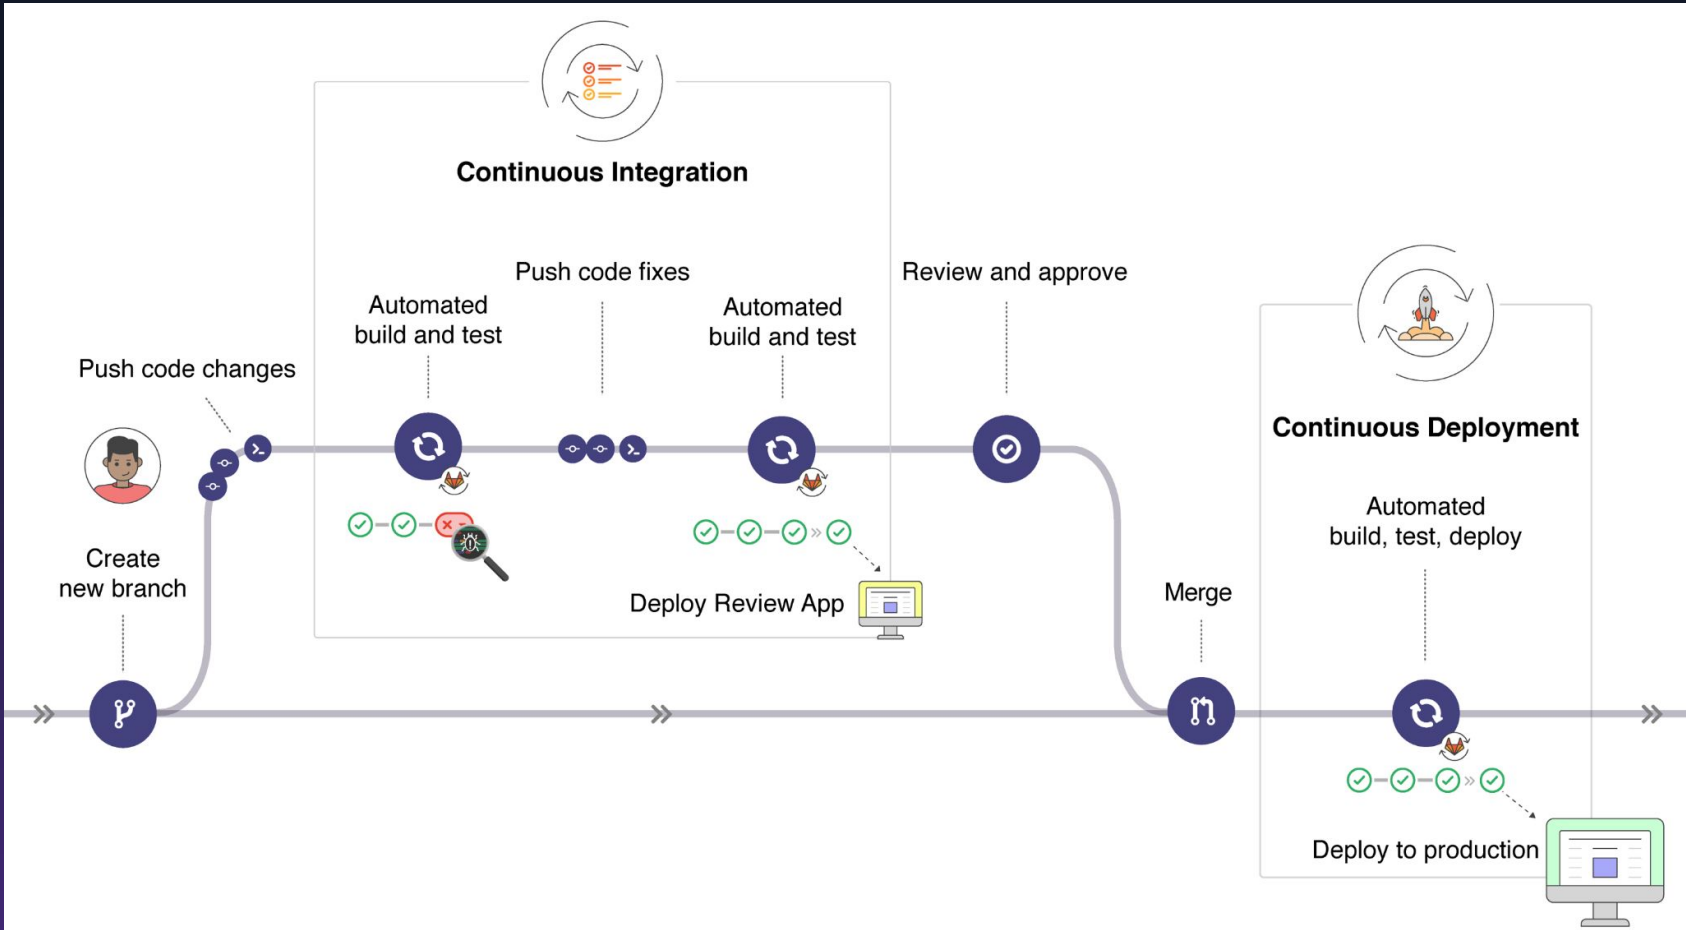 Continuous Integration
Push code fixes
Review and approve
Automated
build and test
Automated
build and test
Push code changes
Continuous Deployment
Automated
build, test, deploy
Create
new branch
Merge
Deploy Review App
Deploy to production